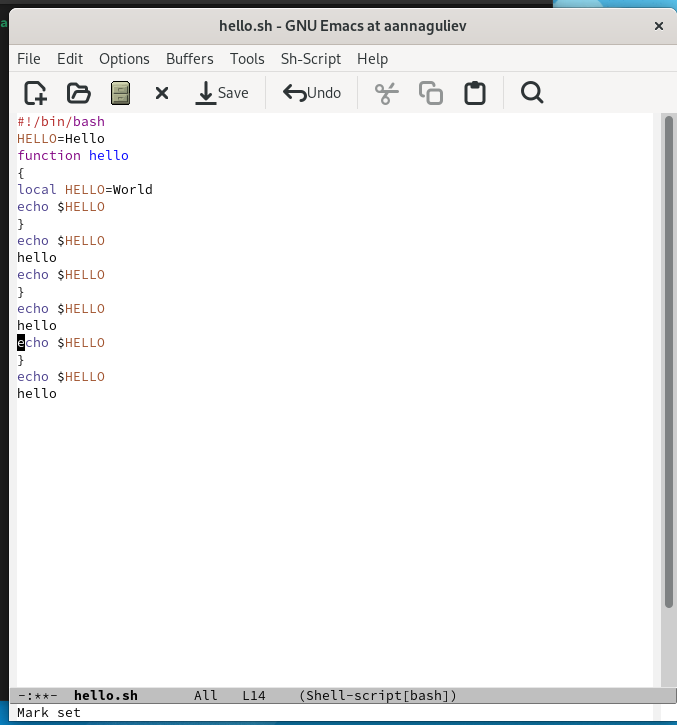 a
hello.sh - GNU Emacs at aannaguliev
File Edit Options Buffers Tools Sh-Script Help
Save Undo
#!/bin/bash
HELLO=Hello
function hello
{
local HELLO=World
echo $HELLO
}
echo $HELLO
hello
echo $HELLO
}
echo $HELLO
hello
echo $HELLO
}
echo $HELLO
hello
-:**- hello.sh All L14 (Shell-script[bash])
Mark set